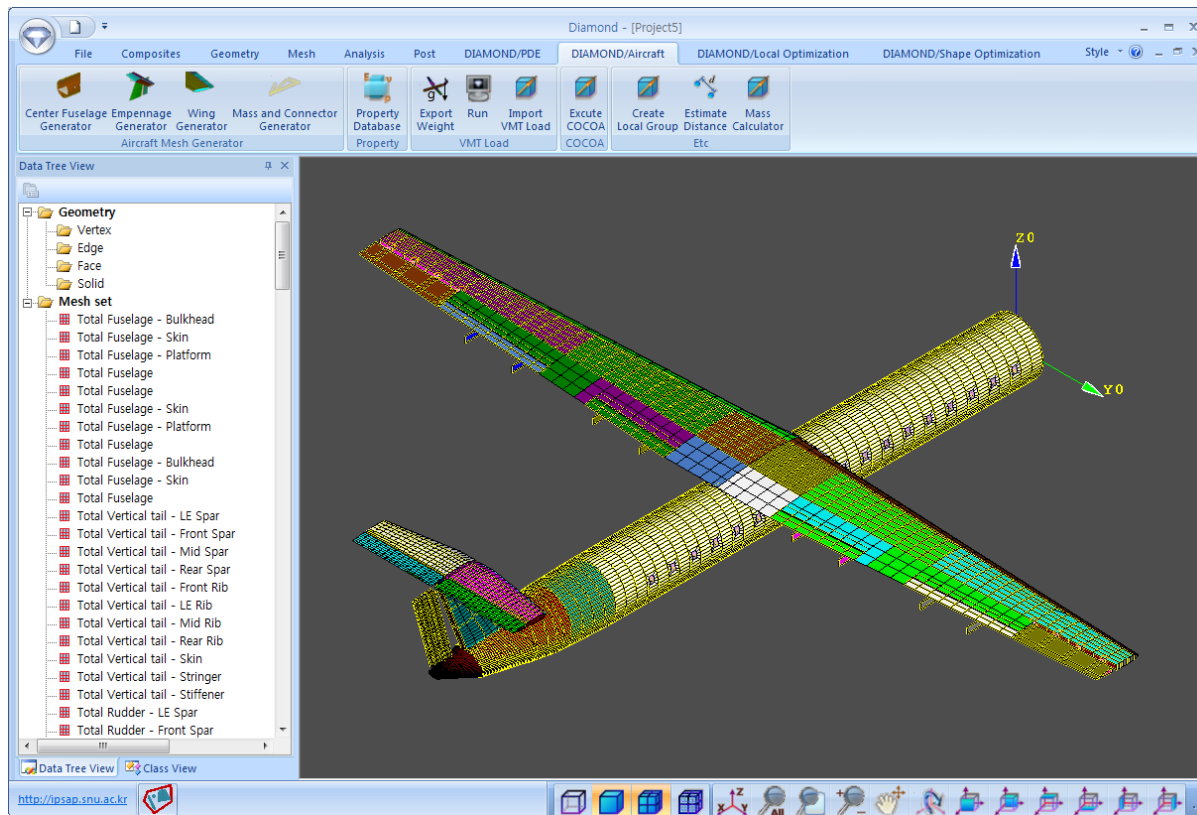 Diamond - [Project5]
File Composites Geometry Mesh Analysis Post DIAMOND/PDE DIAMOND/Aircraft DIAMOND/Local Optimization DIAMOND/Shape Optimization Style
Center Fuselage Generator
Empennage Generator
Wing Generator
Mass and Connector Generator
Aircraft Mesh Generator
Property Database
Property
Export Weight
Run
Import VMT Load
VMT Load
Excute COCOA
COCOA
Create Local Group
Estimate Distance
Mass Calculator
Etc
Data Tree View
Geometry
Vertex
Edge
Face
Solid
Mesh set
Total Fuselage - Bulkhead
Total Fuselage - Skin
Total Fuselage - Platform
Total Fuselage
Total Fuselage
Total Fuselage - Skin
Total Fuselage - Platform
Total Fuselage
Total Fuselage - Bulkhead
Total Fuselage - Skin
Total Fuselage
Total Vertical tail - LE Spar
Total Vertical tail - Front Spar
Total Vertical tail - Mid Spar
Total Vertical tail - Rear Spar
Total Vertical tail - Front Rib
Total Vertical tail - LE Rib
Total Vertical tail - Mid Rib
Total Vertical tail - Rear Rib
Total Vertical tail - Skin
Total Vertical tail - Stringer
Total Vertical tail - Stiffener
Total Rudder - LE Spar
Total Rudder - Front Spar
Data Tree View Class View
Z0
Y0
http://ipsap.snu.ac.kr
Z
X Y
All